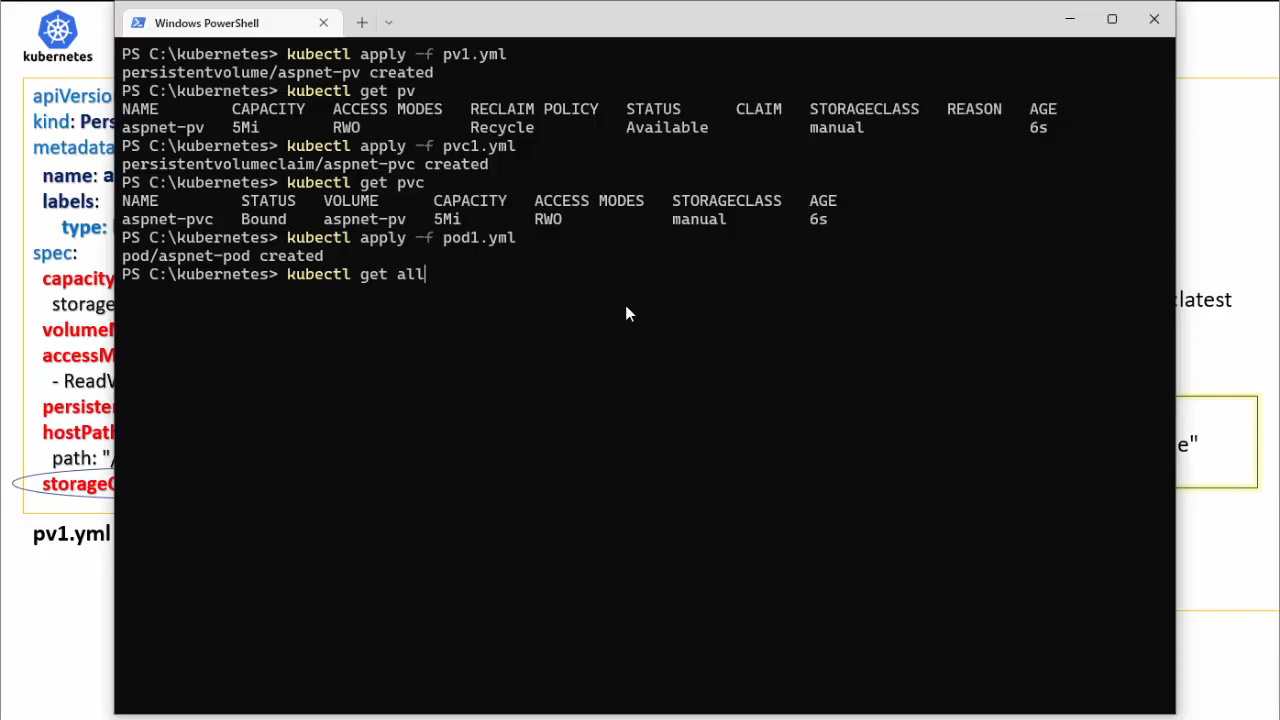 kubernetes
apiVersio
kind: Pers
metadata
name: a
labels:
type:
spec:
capacity
storage
volumeM
accessM
- ReadW
persisten
hostPath
path: "/
storageC
pv1.yml
Windows PowerShell
PS C:\kubernetes> kubectl apply -f pv1.yml
persistentvolume/aspnet-pv created
PS C:\kubernetes> kubectl get pv
NAME CAPACITY ACCESS MODES RECLAIM POLICY STATUS CLAIM STORAGECLASS REASON AGE
aspnet-pv 5Mi RWO Recycle Available manual 6s
PS C:\kubernetes> kubectl apply -f pvc1.yml
persistentvolumeclaim/aspnet-pvc created
PS C:\kubernetes> kubectl get pvc
NAME STATUS VOLUME CAPACITY ACCESS MODES STORAGECLASS AGE
aspnet-pvc Bound aspnet-pv 5Mi RWO manual 6s
PS C:\kubernetes> kubectl apply -f pod1.yml
pod/aspnet-pod created
PS C:\kubernetes> kubectl get all
:latest
e"